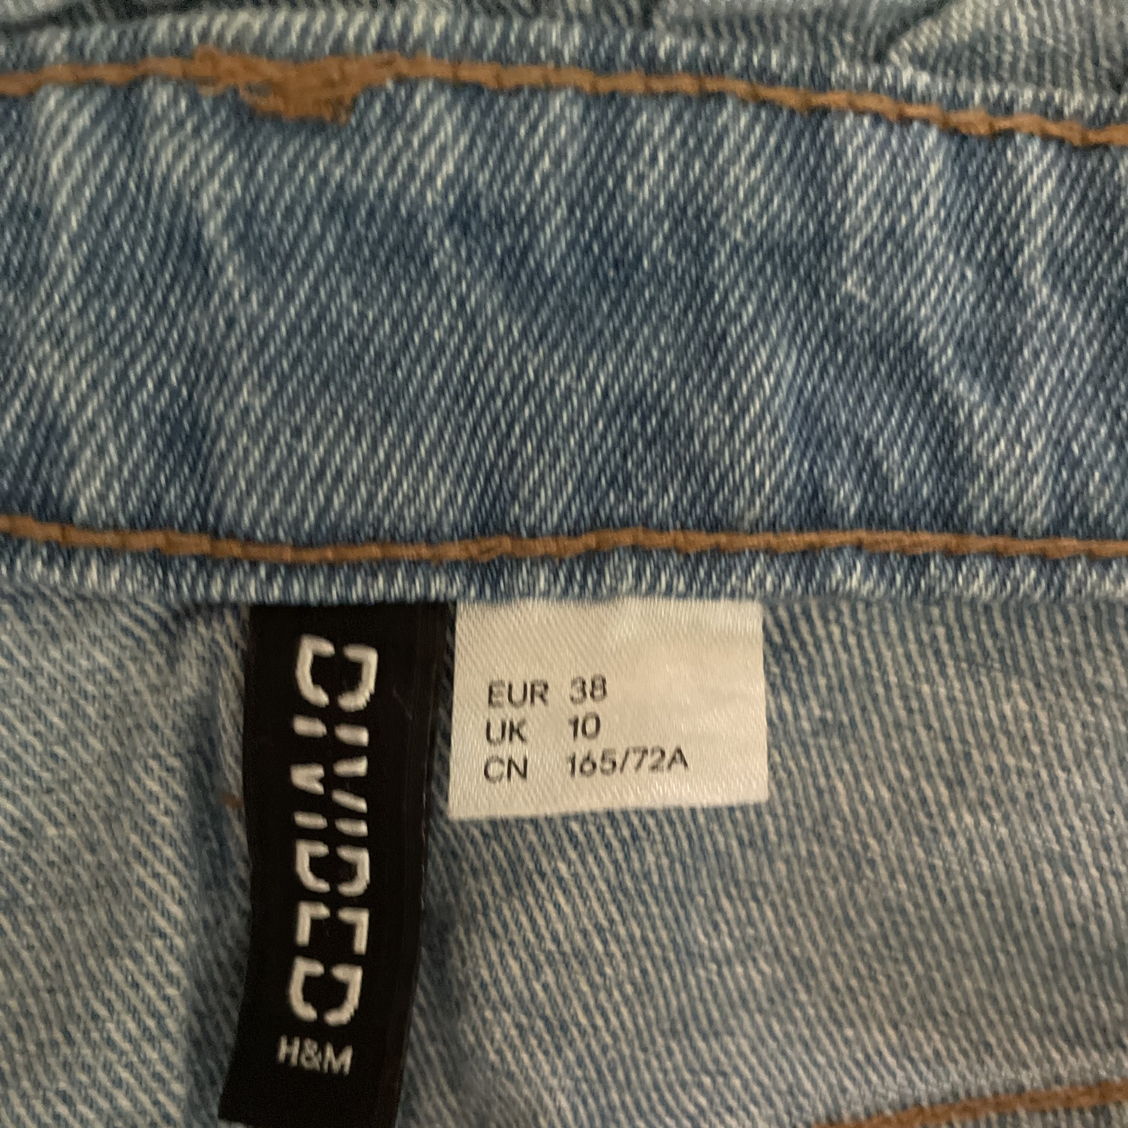 DIVIDED
H&M
EUR 38
UK 10
CN 165/72A